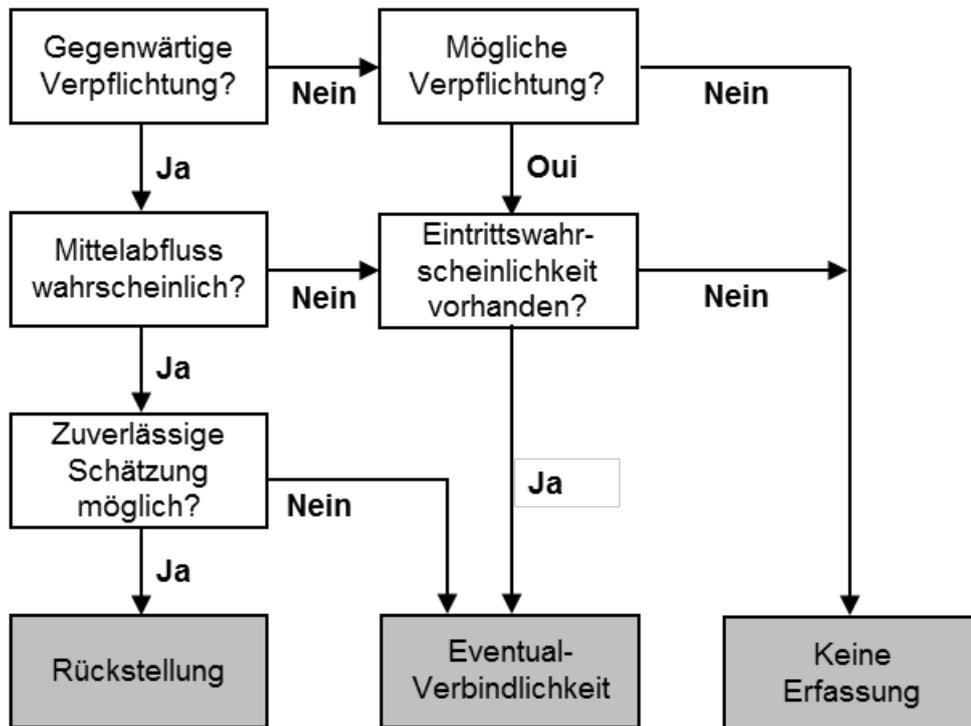 Gegenwärtige
Verpflichtung?
Nein
Mögliche
Verpflichtung?
Nein
Ja
Oui
Mittelabfluss
wahrscheinlich?
Nein
Eintrittswahr-
scheinlichkeit
vorhanden?
Nein
Ja
Zuverlässige
Schätzung
möglich?
Nein
Ja
Ja
Rückstellung
Eventual-
Verbindlichkeit
Keine
Erfassung